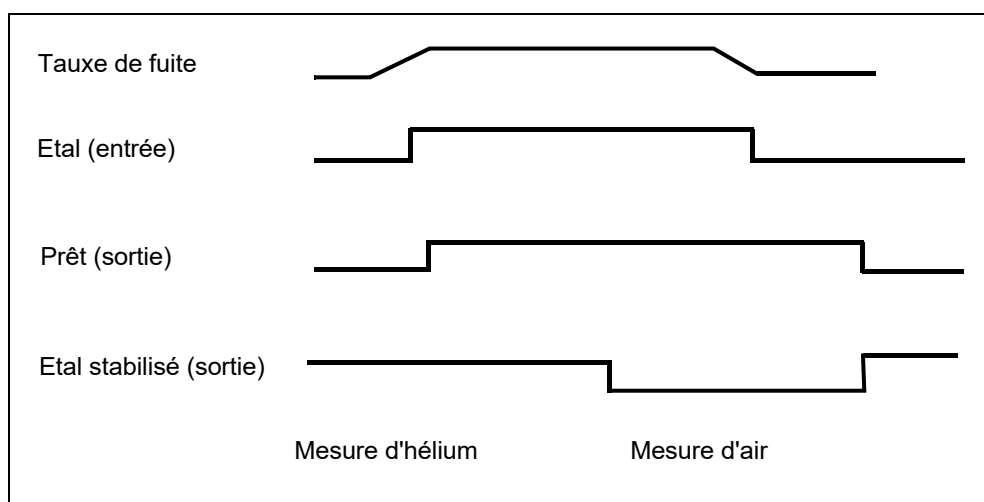 Tauxe de fuite
Etal (entrée)
Prêt (sortie)
Etal stabilisé (sortie)
Mesure d'hélium Mesure d'air